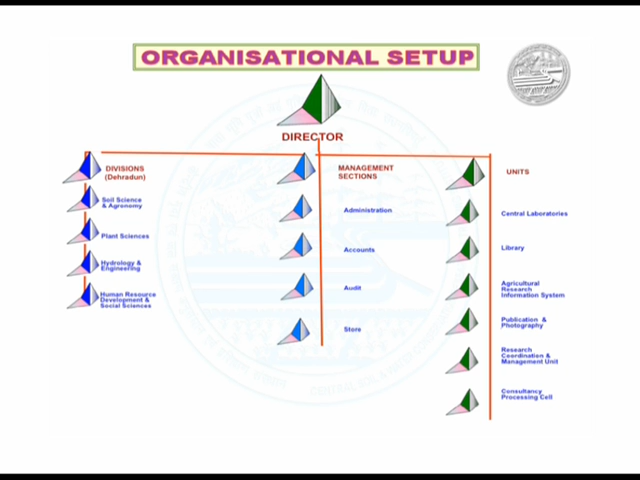 ORGANISATIONAL SETUP
DIRECTOR
DIVISIONS
(Dehradun)
Soil Science
& Agronomy
Plant Sciences
Hydrology &
Engineering
Human Resource
Development &
Social Sciences
MANAGEMENT
SECTIONS
Administration
Accounts
Audit
Store
UNITS
Central Laboratories
Library
Agricultural
Research
Information System
Publication &
Photography
Research
Coordination &
Management Unit
Consultancy
Processing Cell